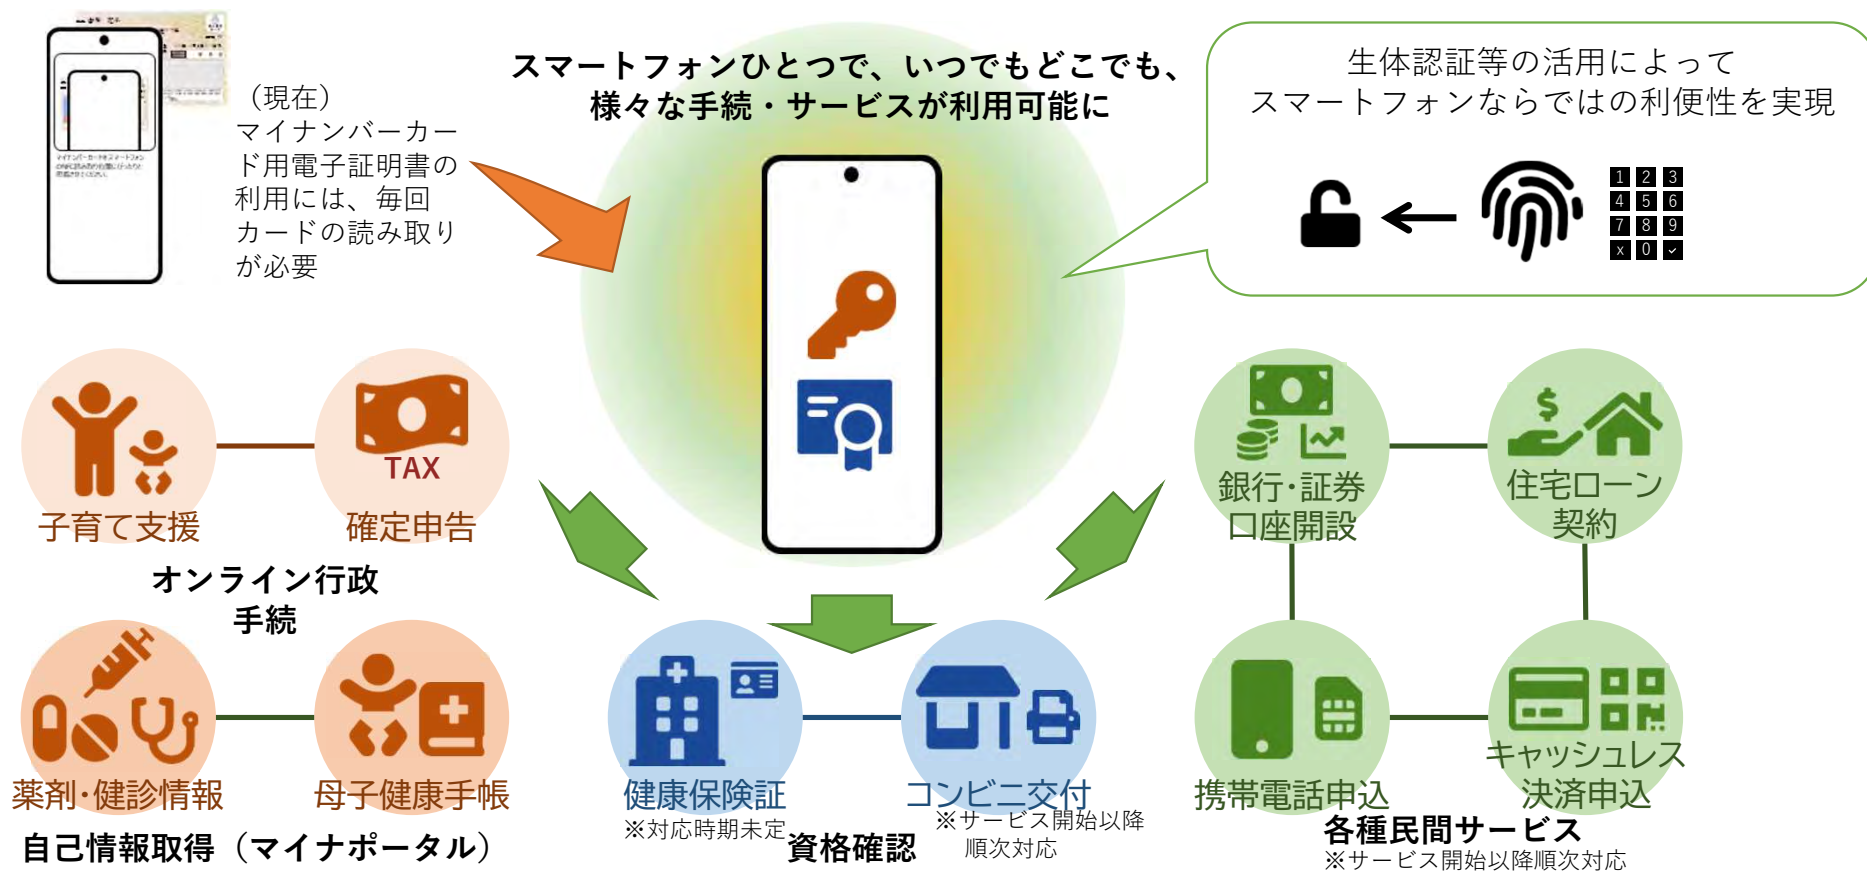 （現在）
マイナンバーカー
ド用電子証明書の
利用には、毎回
カードの読み取り
が必要
スマートフォンひとつで、いつでもどこでも、
様々な手続・サービスが利用可能に
生体認証等の活用によって
スマートフォンならではの利便性を実現
1 2 3
4 5 6
7 8 9
x 0
TAX
子育て支援
確定申告
オンライン行政
手続
薬剤・健診情報
母子健康手帳
自己情報取得（マイナポータル）
健康保険証
※対応時期未定
コンビニ交付
※サービス開始以降
順次対応
資格確認
$
銀行・証券
口座開設
住宅ローン
契約
携帯電話申込
キャッシュレス
決済申込
各種民間サービス
※サービス開始以降順次対応